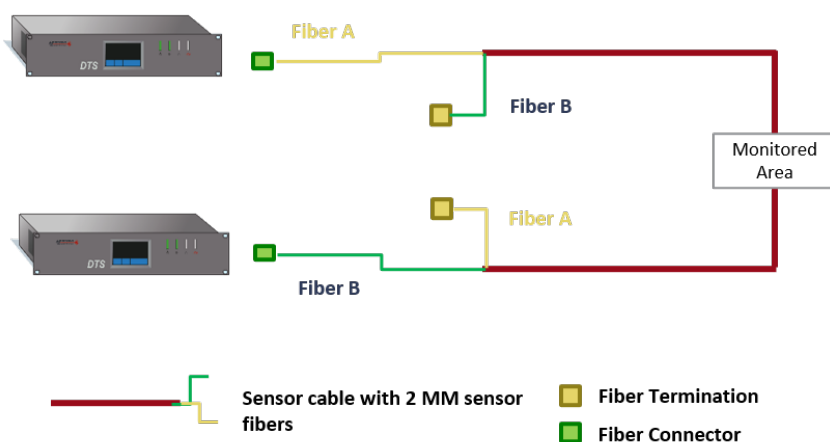 Fiber A
DTS
Fiber B
Monitored
Area
Fiber A
DTS
Fiber B
Sensor cable with 2 MM sensor
fibers
Fiber Termination
Fiber Connector